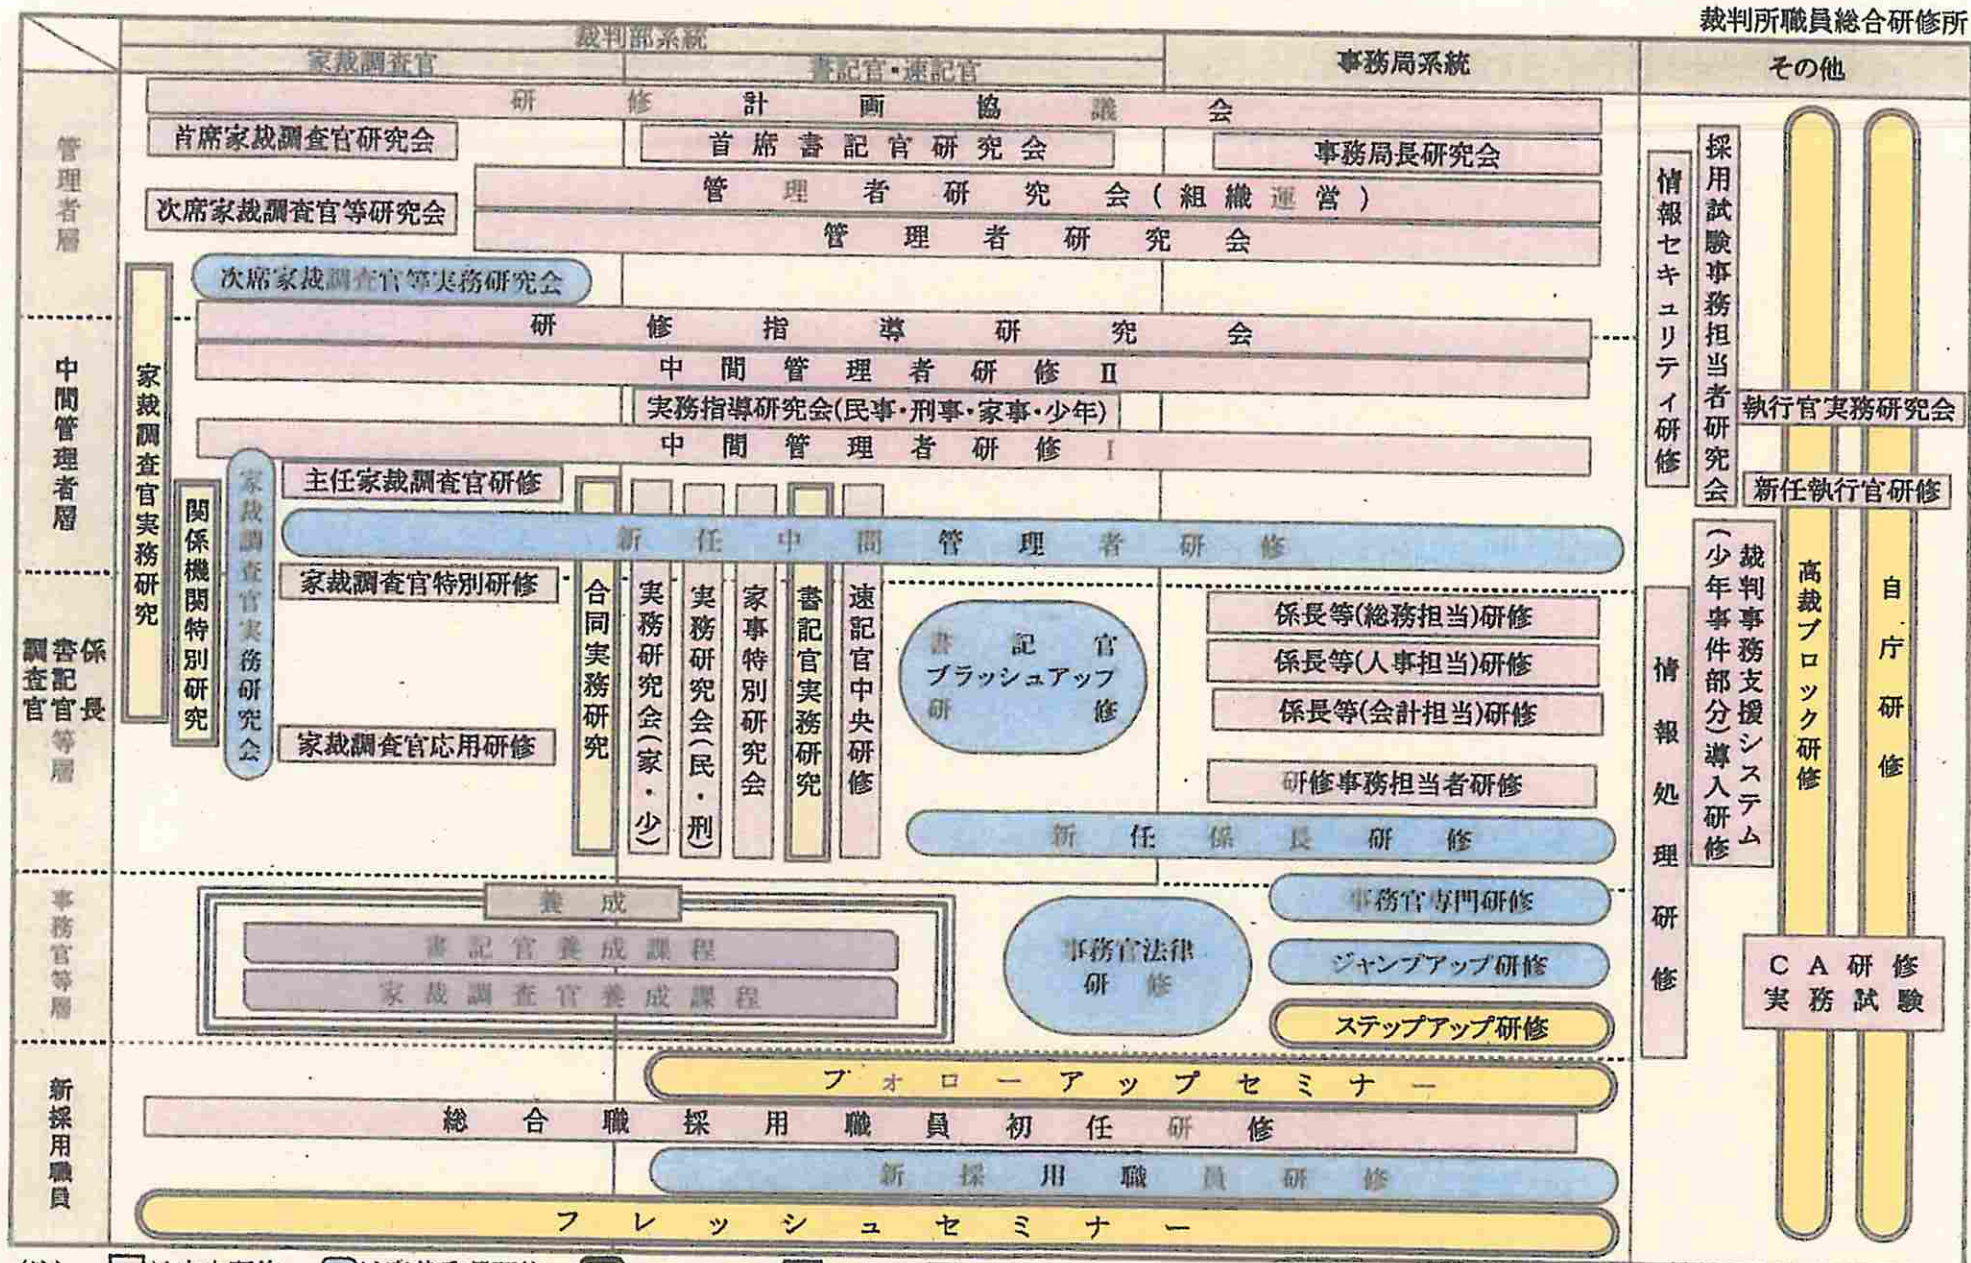 裁判所職員総合研修所
裁判部系統
家裁調査官
書記官・速記官
事務局系統
その他
管理者層
研修計画協議会
首席家裁調査官研究会
首席書記官研究会
事務局長研究会
管理者研究会(組織運営)
次席家裁調査官等研究会
管理者研究会
次席家裁調査官等実務研究会
中間管理者層
研修指導研究会
中間管理者研修Ⅱ
実務指導研究会(民事・刑事・家事・少年)
中間管理者研修Ⅰ
家裁調査官実務研究
関係機関特別研究
家裁調査官実務研究会
主任家裁調査官研修
新任中間管理者研修
家裁調査官特別研修
家裁調査官応用研修
合同実務研究
実務研究会(家・少)
実務研究会(民・刑)
家事特別研究会
書記官実務研究
速記官中央研修
係長
書記官等層
調査官
書記官
ブラッシュアップ
研修
係長等(総務担当)研修
係長等(人事担当)研修
係長等(会計担当)研修
研修事務担当者研修
新任係長研修
事務官等層
養成
書記官養成課程
家裁調査官養成課程
事務官法律
研修
事務官専門研修
ジャンプアップ研修
ステップアップ研修
新採用職員
フォローアップセミナー
総合職採用職員初任研修
新採用職員研修
フレッシュセミナー
情報セキュリティ研修
採用試験事務担当者研究会
情報処理研修
裁判事務支援システム
(少年事件部分)導入研修
執行官実務研究会
新任執行官研修
高裁ブロック研修
自庁研修
CA研修
実務試験